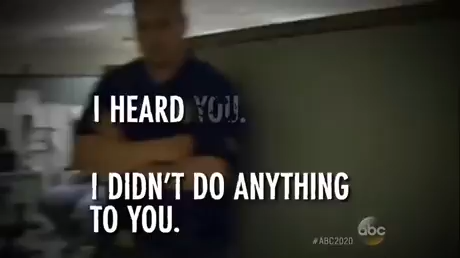 I HEARD YOU.
I DIDN'T DO ANYTHING
TO YOU.
abc
#ABC2020